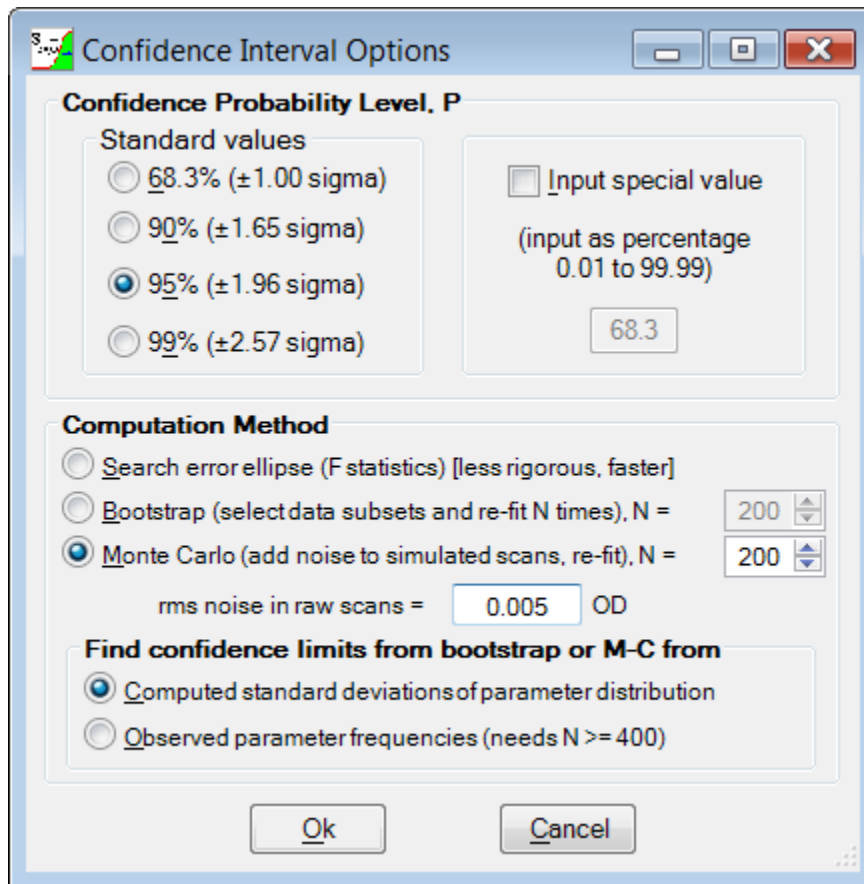 Confidence Interval Options
Confidence Probability Level, P
Standard values
68.3% (±1.00 sigma)
90% (±1.65 sigma)
95% (±1.96 sigma)
99% (±2.57 sigma)
Input special value
(input as percentage
0.01 to 99.99)
68.3
Computation Method
Search error ellipse (F statistics) [less rigorous, faster]
Bootstrap (select data subsets and re-fit N times), N = 200
Monte Carlo (add noise to simulated scans, re-fit), N = 200
rms noise in raw scans = 0.005 OD
Find confidence limits from bootstrap or M-C from
Computed standard deviations of parameter distribution
Observed parameter frequencies (needs N >= 400)
Ok Cancel